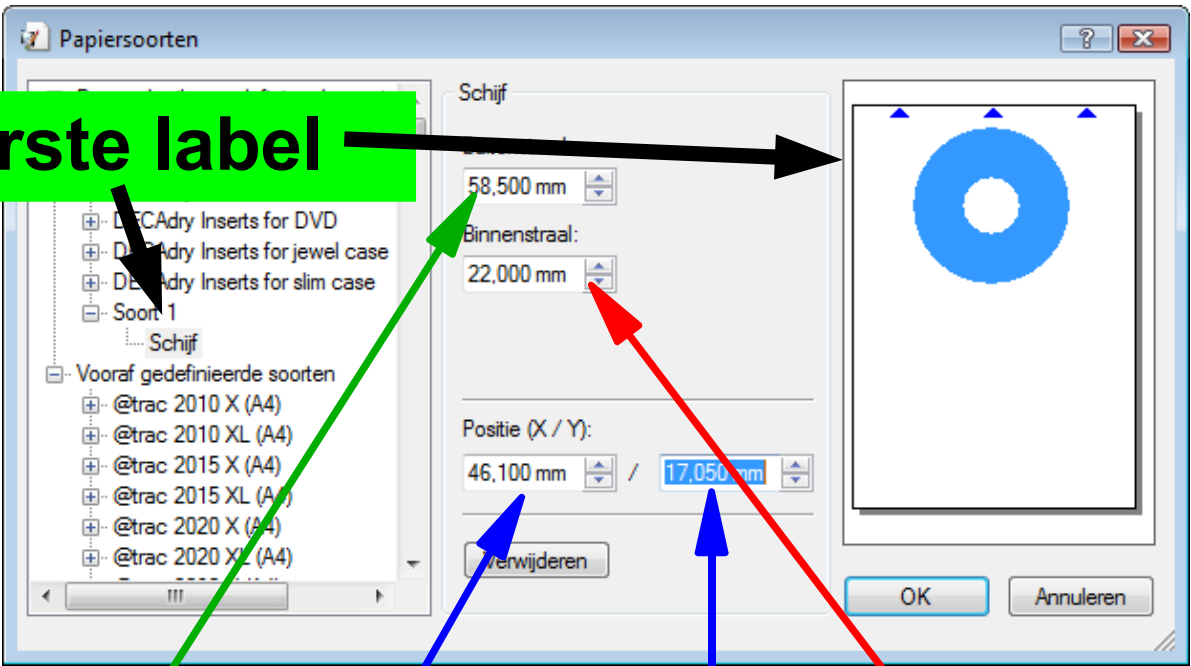 Papiersoorten
rste label
DECAdry Inserts for DVD
DECAdry Inserts for jewel case
DECAdry Inserts for slim case
Soort 1
Schijf
Vooraf gedefinieerde soorten
@trac 2010 X (A4)
@trac 2010 XL (A4)
@trac 2015 X (A4)
@trac 2015 XL (A4)
@trac 2020 X (A4)
@trac 2020 XL (A4)
Schijf
58,500 mm
Binnenstraal:
22,000 mm
Positie (X / Y):
46,100 mm / 17,050 mm
Verwijderen
OK
Annuleren